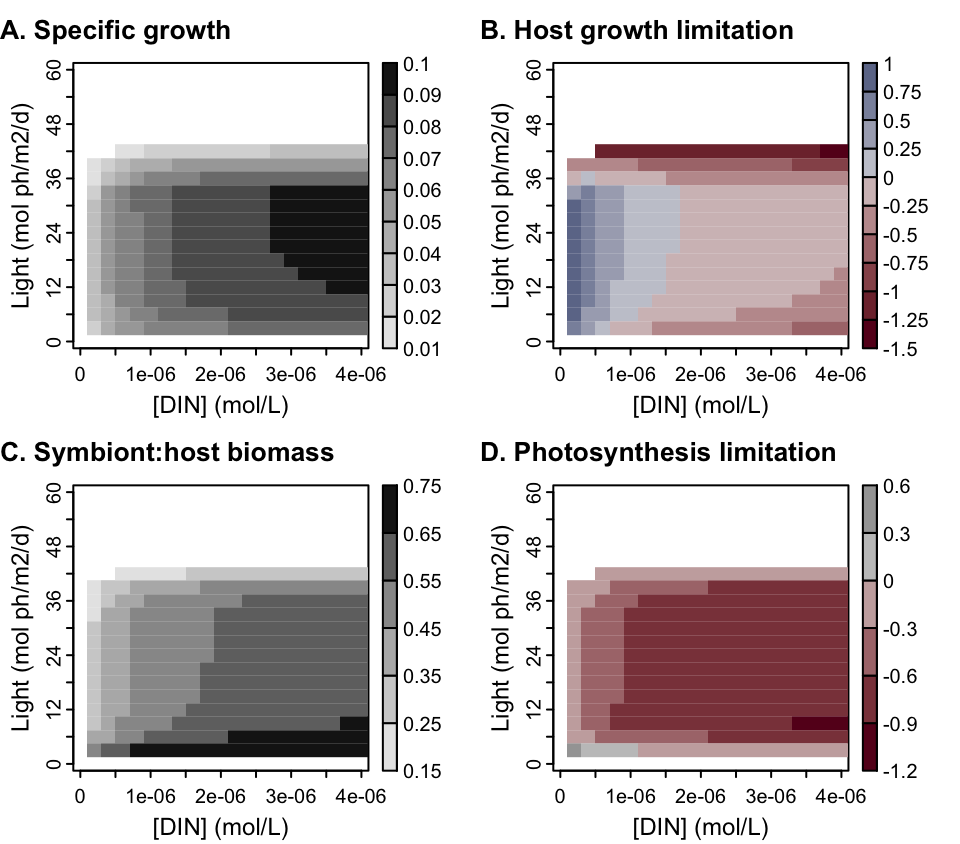 A. Specific growth
Light (mol ph/m2/d)
60
48
36
24
12
0
0
1e-06
2e-06
3e-06
4e-06
[DIN] (mol/L)
0.1
0.09
0.08
0.07
0.06
0.05
0.04
0.03
0.02
0.01
B. Host growth limitation
Light (mol ph/m2/d)
60
48
36
24
12
0
0
1e-06
2e-06
3e-06
4e-06
[DIN] (mol/L)
1
0.75
0.5
0.25
0
-0.25
-0.5
-0.75
-1
-1.25
-1.5
C. Symbiont:host biomass
Light (mol ph/m2/d)
60
48
36
24
12
0
0
1e-06
2e-06
3e-06
4e-06
[DIN] (mol/L)
0.75
0.65
0.55
0.45
0.35
0.25
0.15
D. Photosynthesis limitation
Light (mol ph/m2/d)
60
48
36
24
12
0
0
1e-06
2e-06
3e-06
4e-06
[DIN] (mol/L)
0.6
0.3
0
-0.3
-0.6
-0.9
-1.2